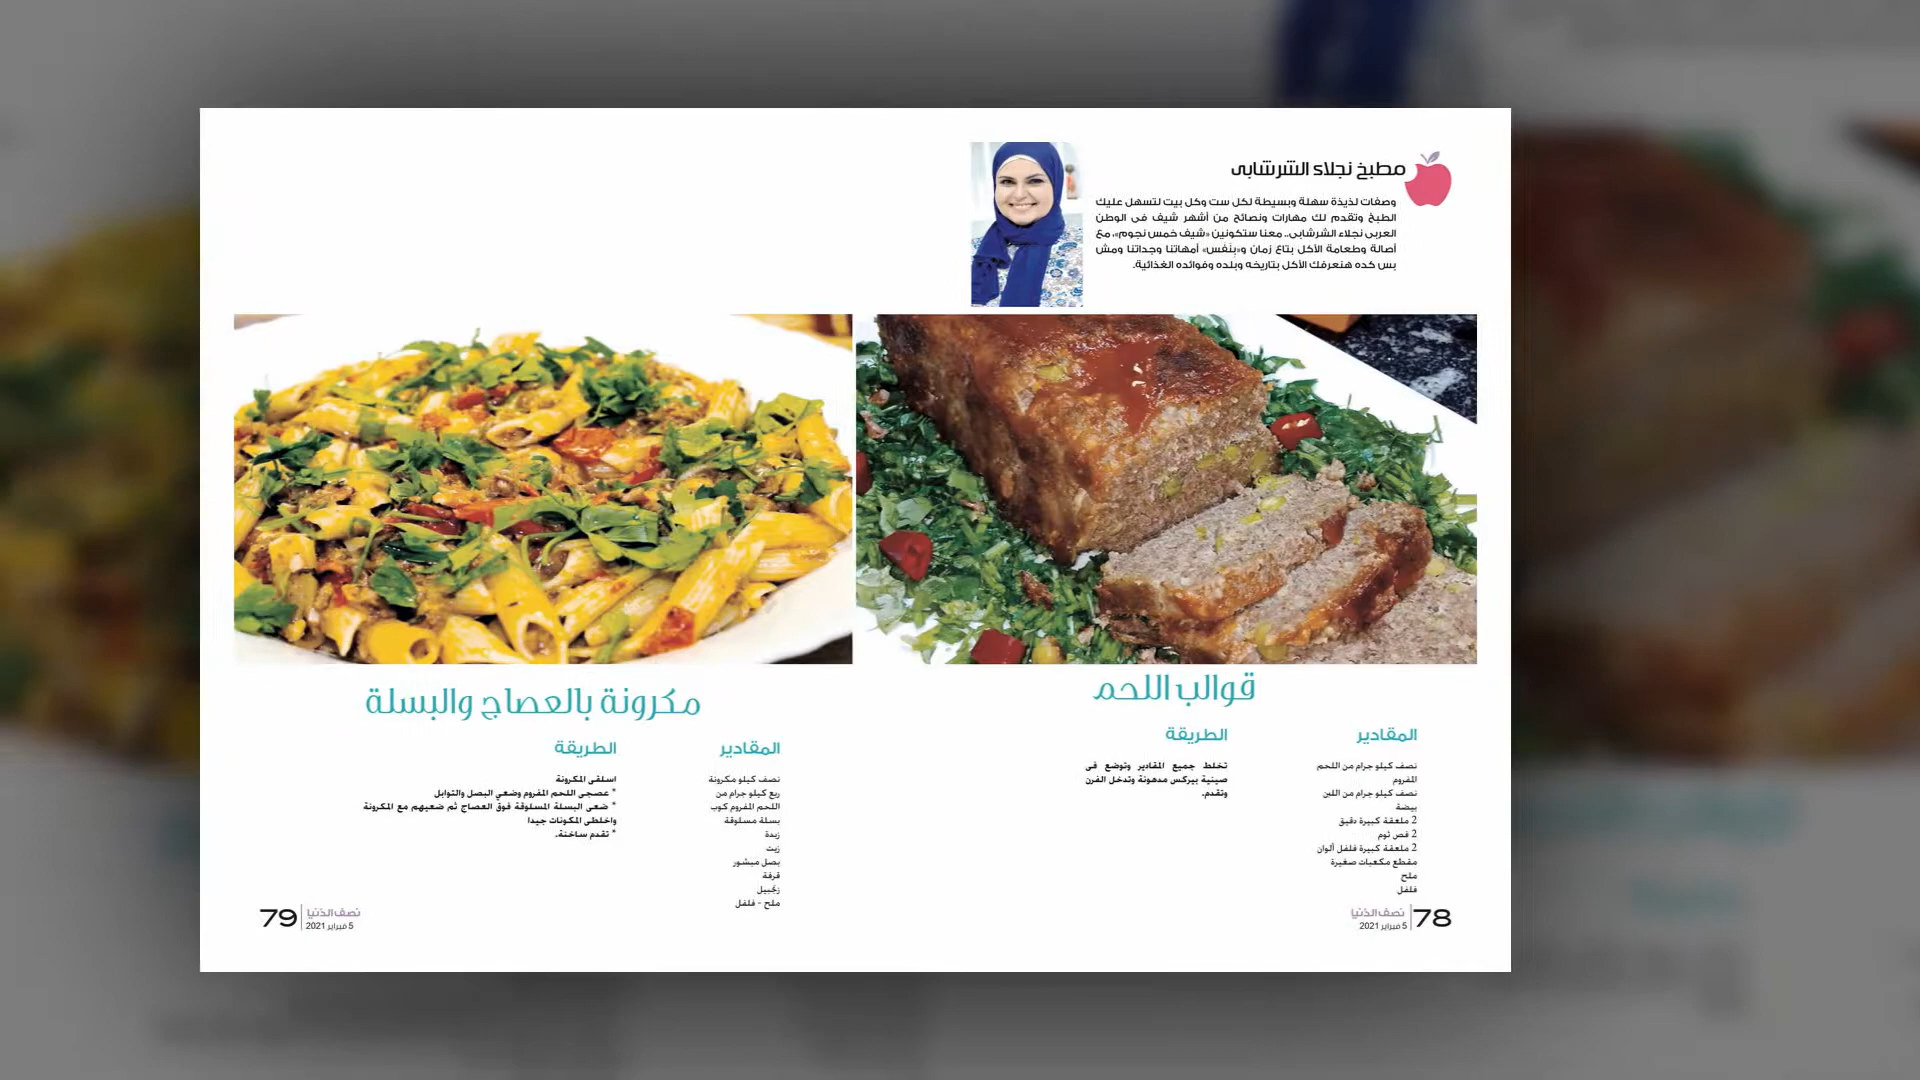 مطبخ نجلاء الشرشابى
وصفات لذيذة سهلة وبسيطة لكل ست وكل بيت لتسهل عليك
الطبخ وتقدم لك مهارات ونصائح من أشهر شيف فى الوطن
العربى نجلاء الشرشابى.. معنا ستكونين «شيف خمس نجوم»، مع
أصالة وطعامة الأكل بتاع زمان و«بنَفَس» أمهاتنا وجداتنا ومش
بس كده هنعرفك الأكل بتاريخه وبلده وفوائده الغذائية.
قوالب اللحم
المقادير
نصف كيلو جرام من اللحم
المفروم
نصف كيلو جرام من اللبن
بيضة
2 ملعقة كبيرة دقيق
2 فص ثوم
2 ملعقة كبيرة فلفل ألوان
مقطع مكعبات صغيرة
ملح
فلفل
الطريقة
تخلط جميع المقادير وتوضع فى
صينية بيركس مدهونة وتدخل الفرن
وتقدم.
78
نصف الدنيا
5 فبراير 2021
مكرونة بالعصاج والبسلة
المقادير
نصف كيلو مكرونة
ربع كيلو جرام من
اللحم المفروم كوب
بسلة مسلوقة
زبدة
زيت
بصل مبشور
قرفة
زنجبيل
ملح - فلفل
الطريقة
اسلقى المكرونة
* عصجى اللحم المفروم وضعي البصل والتوابل
* ضعى البسلة المسلوقة فوق العصاج ثم ضعيهم مع المكرونة
واخلطى المكونات جيدا
* تقدم ساخنة.
79
نصف الدنيا
5 فبراير 2021